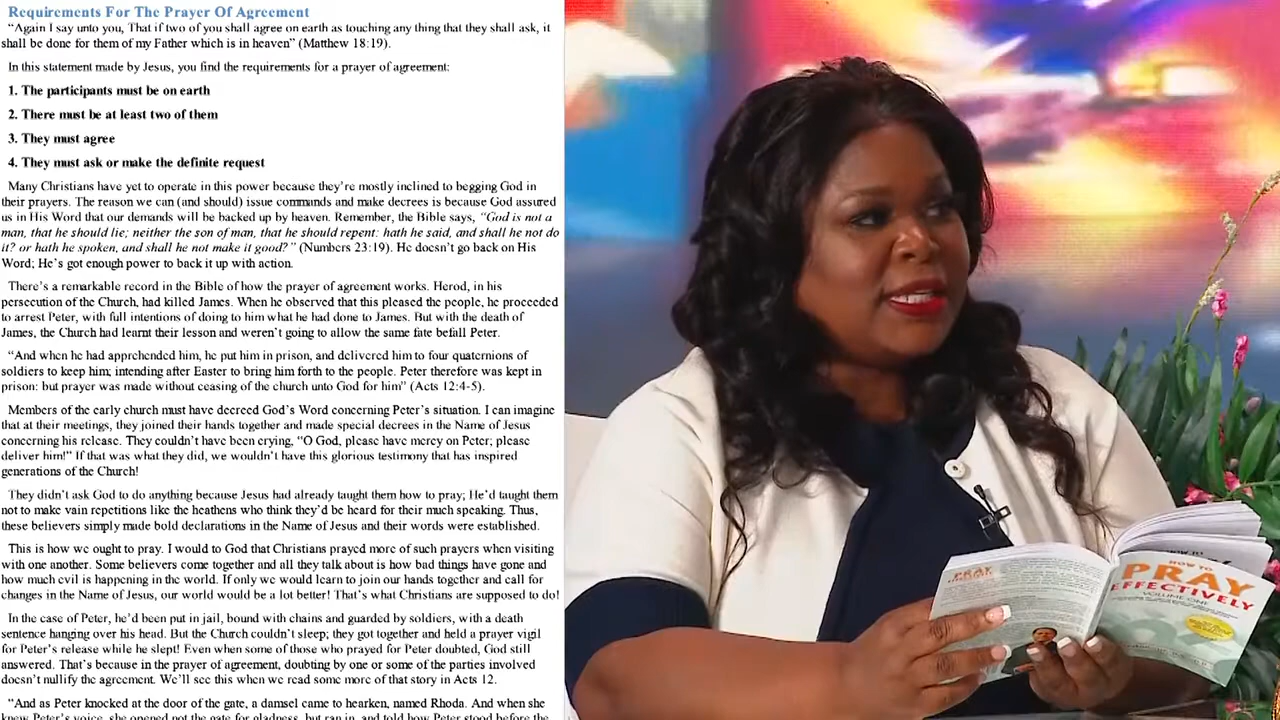 Requirements For The Prayer Of Agreement
“Again I say unto you, That if two of you shall agree on earth as touching any thing that they shall ask, it
shall be done for them of my Father which is in heaven” (Matthew 18:19).
In this statement made by Jesus, you find the requirements for a prayer of agreement:
1. The participants must be on earth
2. There must be at least two of them
3. They must agree
4. They must ask or make the definite request
Many Christians have yet to operate in this power because they’re mostly inclined to begging God in
their prayers. The reason we can (and should) issue commands and make decrees is because God assured
us in His Word that our demands will be backed up by heaven. Remember, the Bible says, “God is not a
man, that he should lie; neither the son of man, that he should repent: hath he said, and shall he not do
it? or hath he spoken, and shall he not make it good?” (Numbers 23:19). He doesn’t go back on His
Word; He’s got enough power to back it up with action.
There’s a remarkable record in the Bible of how the prayer of agreement works. Herod, in his
persecution of the Church, had killed James. When he observed that this pleased the people, he proceeded
to arrest Peter, with full intentions of doing to him what he had done to James. But with the death of
James, the Church had learnt their lesson and weren’t going to allow the same fate befall Peter.
“And when he had apprehended him, he put him in prison, and delivered him to four quaternions of
soldiers to keep him; intending after Easter to bring him forth to the people. Peter therefore was kept in
prison: but prayer was made without ceasing of the church unto God for him” (Acts 12:4-5).
Members of the early church must have decreed God’s Word concerning Peter’s situation. I can imagine
that at their meetings, they joined their hands together and made special decrees in the Name of Jesus
concerning his release. They couldn’t have been crying, “O God, please have mercy on Peter; please
deliver him!” If that was what they did, we wouldn’t have this glorious testimony that has inspired
generations of the Church!
They didn’t ask God to do anything because Jesus had already taught them how to pray; He’d taught them
not to make vain repetitions like the heathens who think they’d be heard for their much speaking. Thus,
these believers simply made bold declarations in the Name of Jesus and their words were established.
This is how we ought to pray. I would to God that Christians prayed more of such prayers when visiting
with one another. Some believers come together and all they talk about is how bad things have gone and
how much evil is happening in the world. If only we would learn to join our hands together and call for
changes in the Name of Jesus, our world would be a lot better! That’s what Christians are supposed to do!
In the case of Peter, he’d been put in jail, bound with chains and guarded by soldiers, with a death
sentence hanging over his head. But the Church couldn’t sleep; they got together and held a prayer vigil
for Peter’s release while he slept! Even when some of those who prayed for Peter doubted, God still
answered. That’s because in the prayer of agreement, doubting by one or some of the parties involved
doesn’t nullify the agreement. We’ll see this when we read some more of that story in Acts 12.
“And as Peter knocked at the door of the gate, a damsel came to hearken, named Rhoda. And when she
knew Peter’s voice, she opened not the gate for gladness, but ran in, and told how Peter stood before the
HOW TO
PRAY
EFFECTIVELY
VOLUME ONE
PRAY